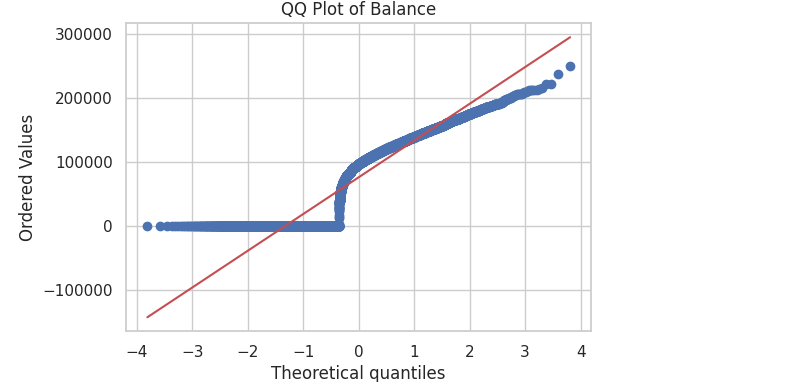 QQ Plot of Balance
300000
200000
100000
0
−100000
Ordered Values
−4 −3 −2 −1 0 1 2 3 4
Theoretical quantiles